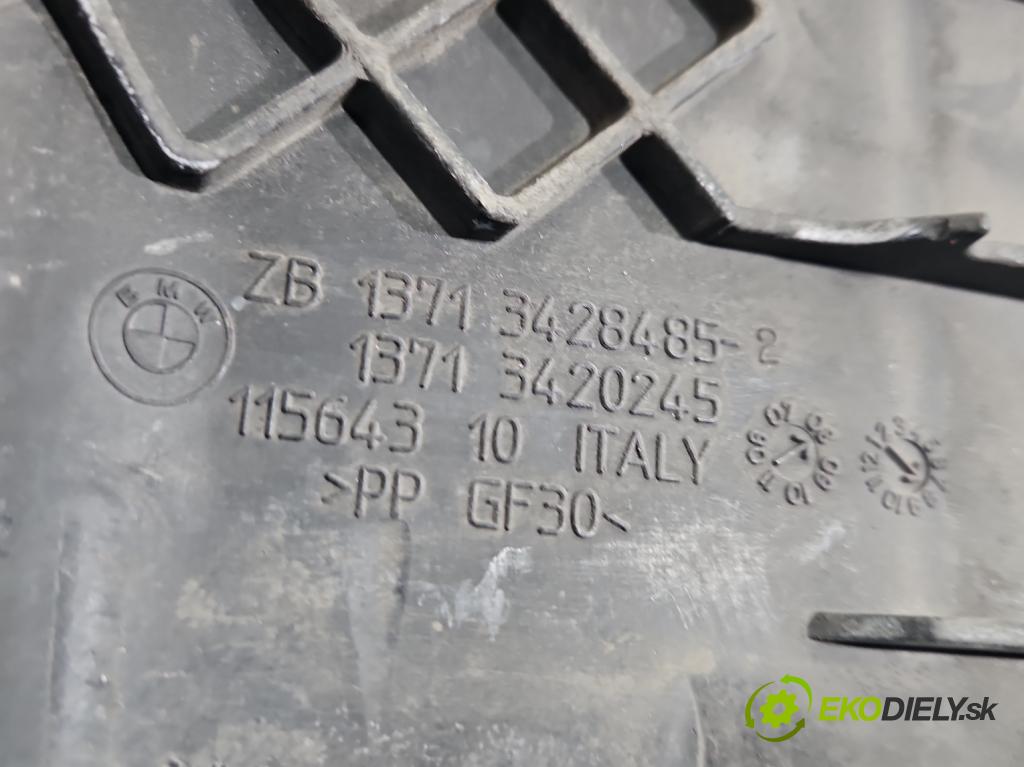 BMW
ZB 1371 3428485-2
1371 3420245
115643 10 ITALY
>PP GF30<
EKODIELY.sk